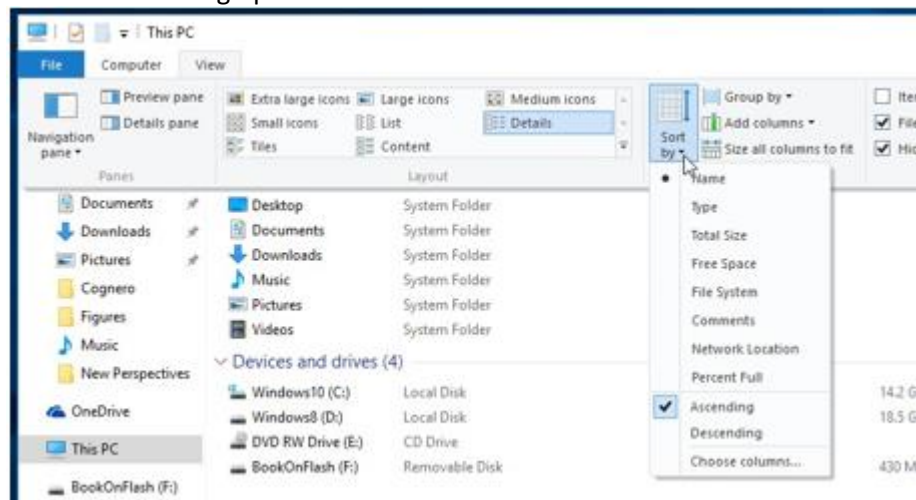 This PC
File Computer View
Preview pane
Details pane
Navigation pane
Panes
Extra large icons Large icons Medium icons
Small icons List Details
Tiles Content
Layout
Sort by
Group by
Add columns
Size all columns to fit
Documents
Downloads
Pictures
Cognero
Figures
Music
New Perspectives
OneDrive
This PC
BookOnFlash (F:)
Desktop System Folder
Documents System Folder
Downloads System Folder
Music System Folder
Pictures System Folder
Videos System Folder
Devices and drives (4)
Windows10 (C:) Local Disk 14.2 G
Windows8 (D:) Local Disk 18.5 G
DVD RW Drive (E:) CD Drive
BookOnFlash (F:) Removable Disk 430 M
Name
Type
Total Size
Free Space
File System
Comments
Network Location
Percent Full
Ascending
Descending
Choose columns...